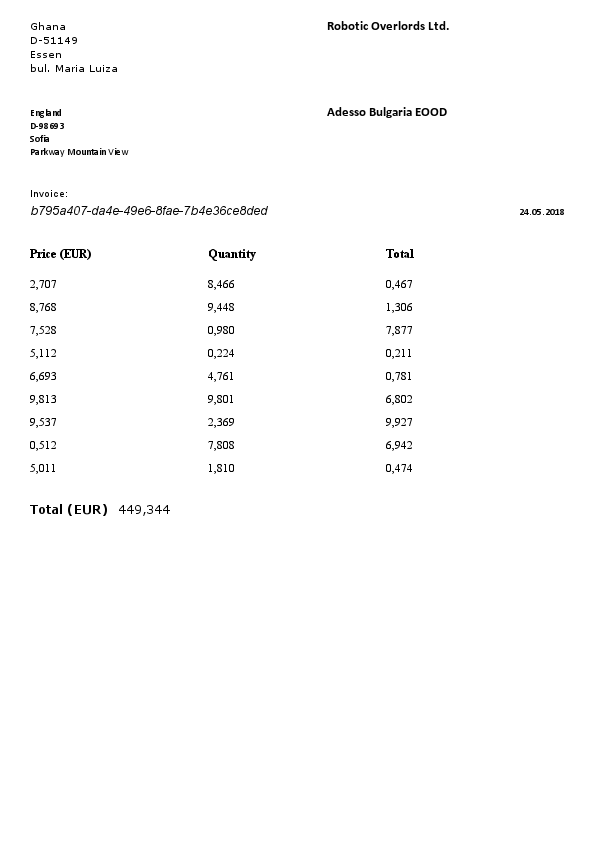 Ghana
Robotic Overlords Ltd.
D-51149
Essen
bul. Maria Luiza
England
Adesso Bulgaria EOOD
D-98693
Sofia
Parkway Mountain View
Invoice:
b795a407-da4e-49e6-8fae-7b4e36ce8ded
24.05.2018
Price (EUR) Quantity Total
2,707 8,466 0,467
8,768 9,448 1,306
7,528 0,980 7,877
5,112 0,224 0,211
6,693 4,761 0,781
9,813 9,801 6,802
9,537 2,369 9,927
0,512 7,808 6,942
5,011 1,810 0,474
Total (EUR) 449,344